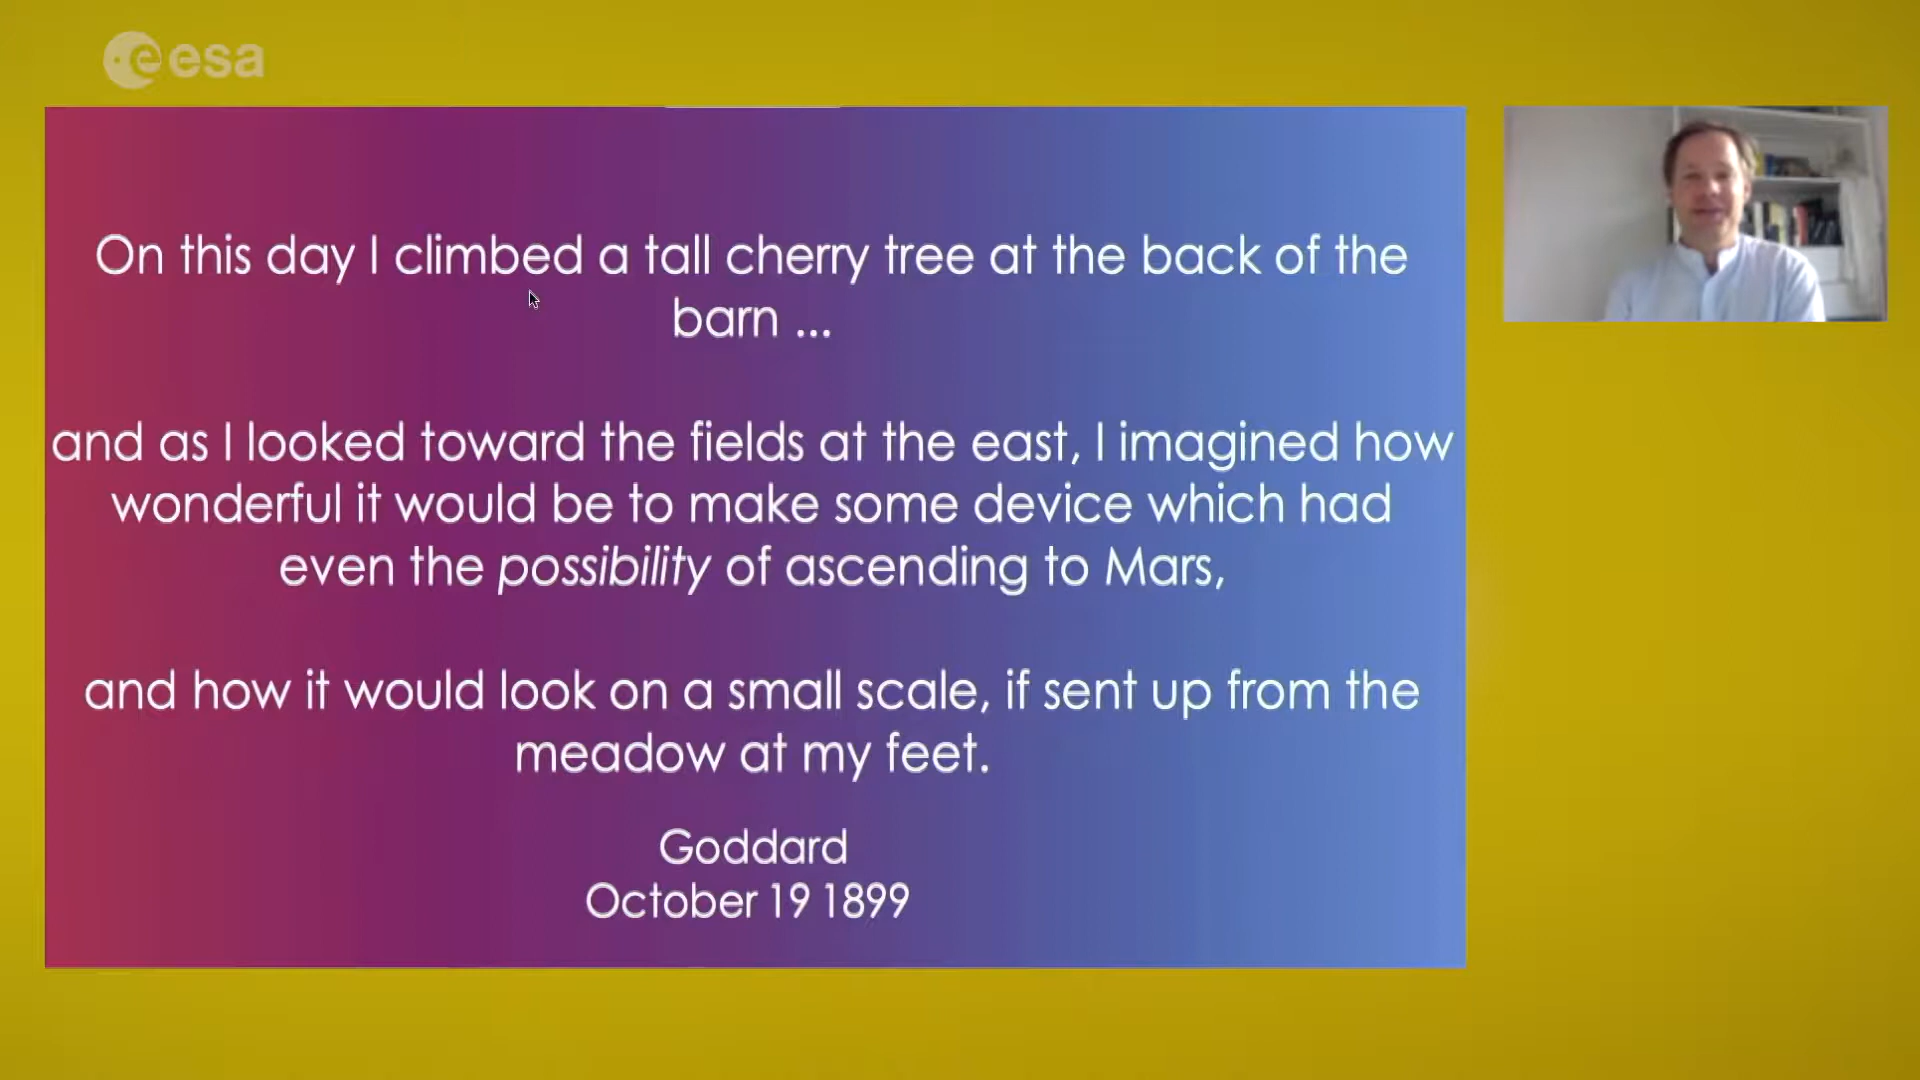 esa
On this day I climbed a tall cherry tree at the back of the
barn ...
and as I looked toward the fields at the east, I imagined how
wonderful it would be to make some device which had
even the possibility of ascending to Mars,
and how it would look on a small scale, if sent up from the
meadow at my feet.
Goddard
October 19 1899